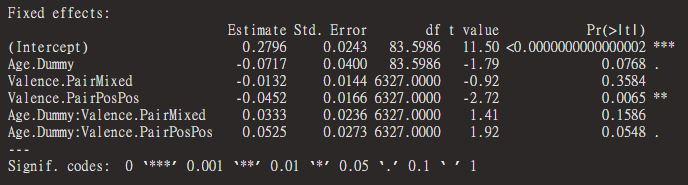 Fixed effects:
Estimate Std. Error df t value Pr(>|t|)
(Intercept) 0.2796 0.0243 83.5986 11.50 <0.0000000000000002 ***
Age.Dummy -0.0717 0.0400 83.5986 -1.79 0.0768 .
Valence.PairMixed -0.0132 0.0144 6327.0000 -0.92 0.3584
Valence.PairPosPos -0.0452 0.0166 6327.0000 -2.72 0.0065 **
Age.Dummy:Valence.PairMixed 0.0333 0.0236 6327.0000 1.41 0.1586
Age.Dummy:Valence.PairPosPos 0.0525 0.0273 6327.0000 1.92 0.0548 .
---
Signif. codes: 0 ‘***’ 0.001 ‘**’ 0.01 ‘*’ 0.05 ‘.’ 0.1 ‘ ’ 1